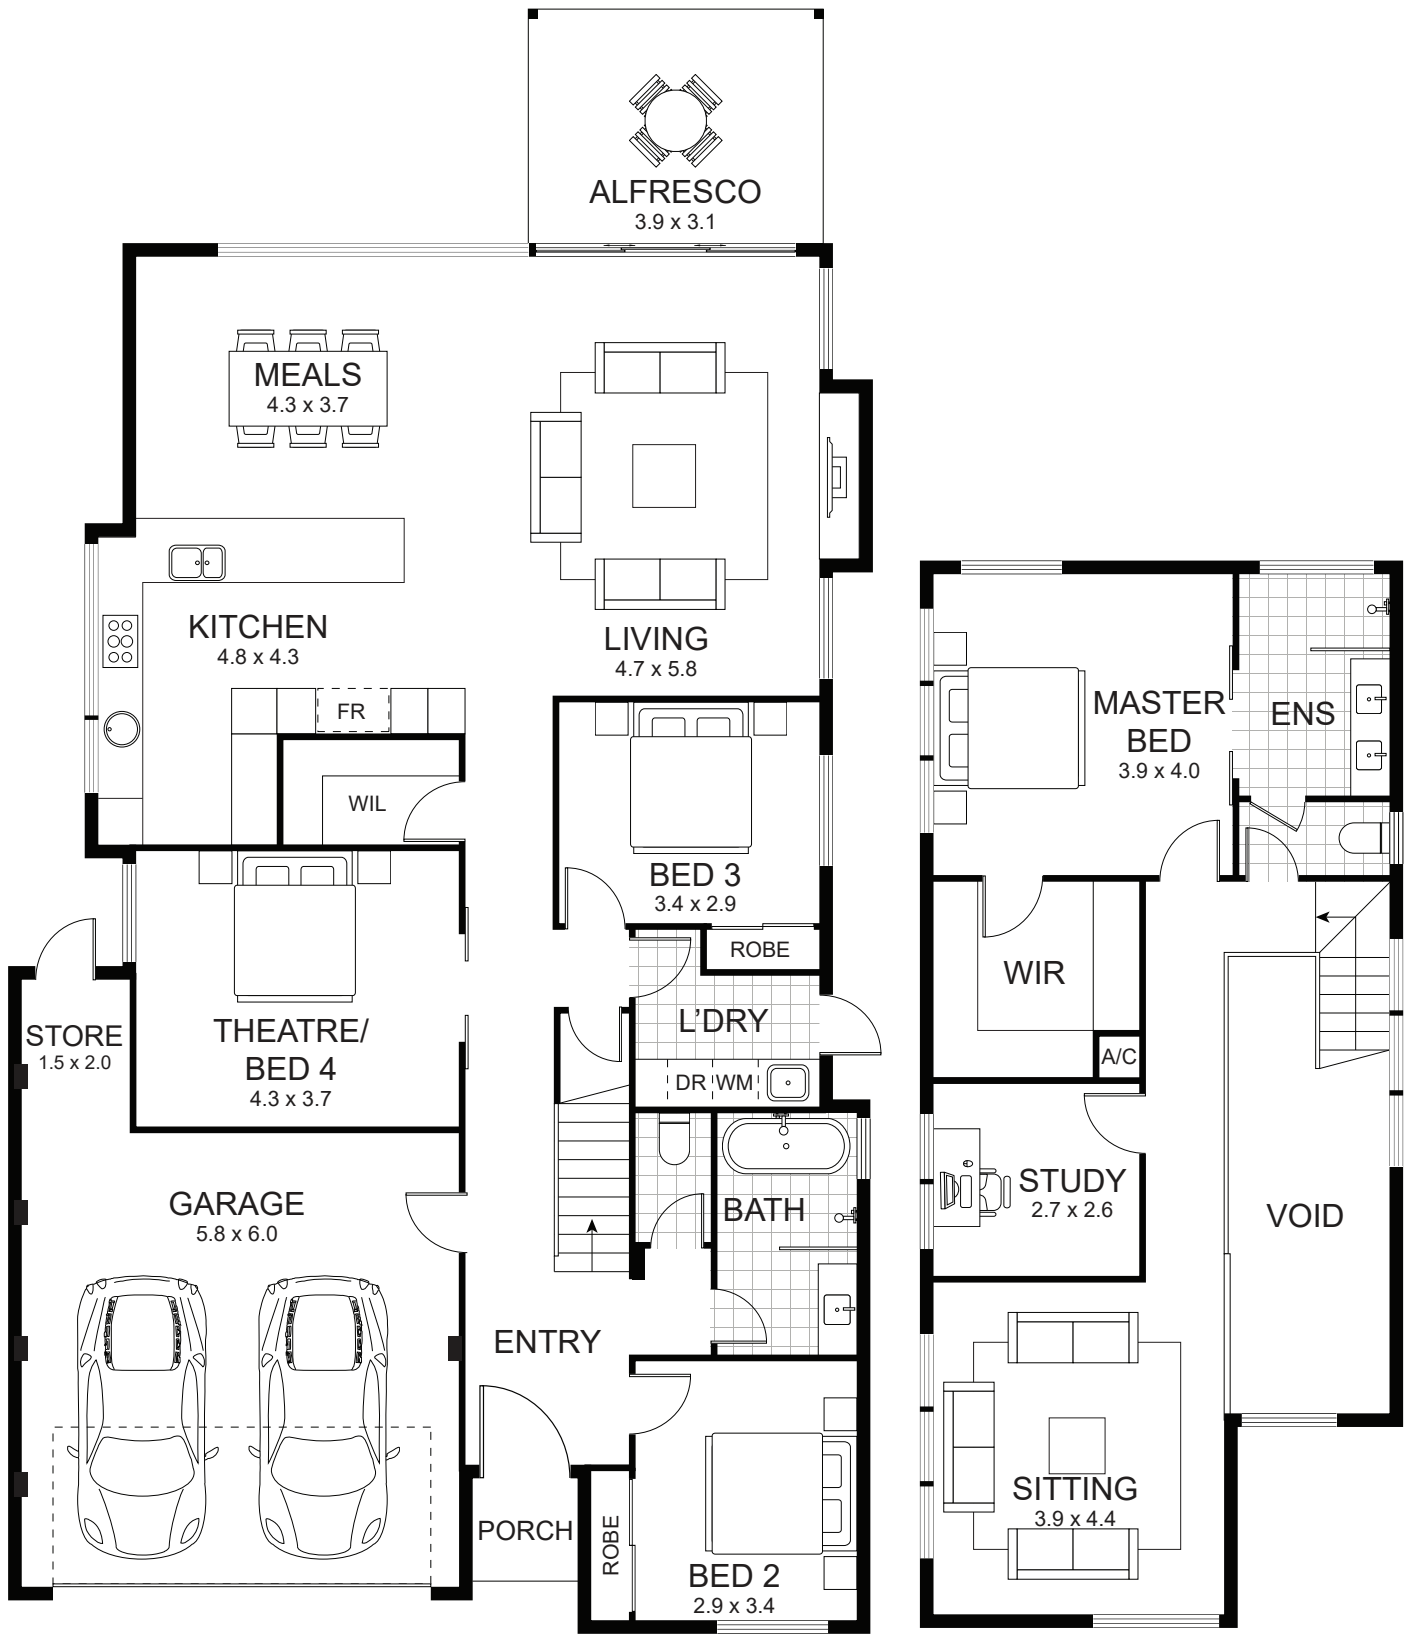 ALFRESCO
3.9 x 3.1
MEALS
4.3 x 3.7
KITCHEN
4.8 x 4.3
LIVING
4.7 x 5.8
FR
WIL
BED 3
3.4 x 2.9
ROBE
STORE
1.5 x 2.0
THEATRE/
BED 4
4.3 x 3.7
L'DRY
DR WM
GARAGE
5.8 x 6.0
BATH
ENTRY
PORCH
ROBE
BED 2
2.9 x 3.4
MASTER
BED
3.9 x 4.0
ENS
WIR
A/C
STUDY
2.7 x 2.6
VOID
SITTING
3.9 x 4.4